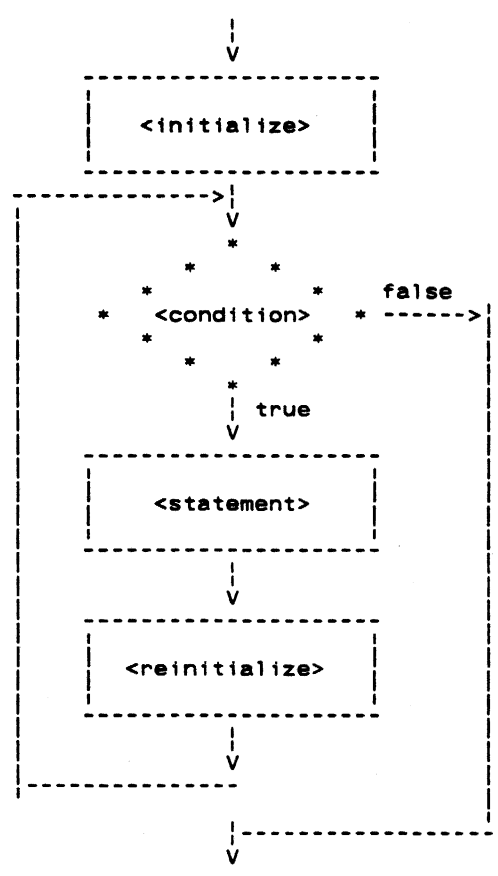 <initialize>
<condition>
false
true
<statement>
<reinitialize>